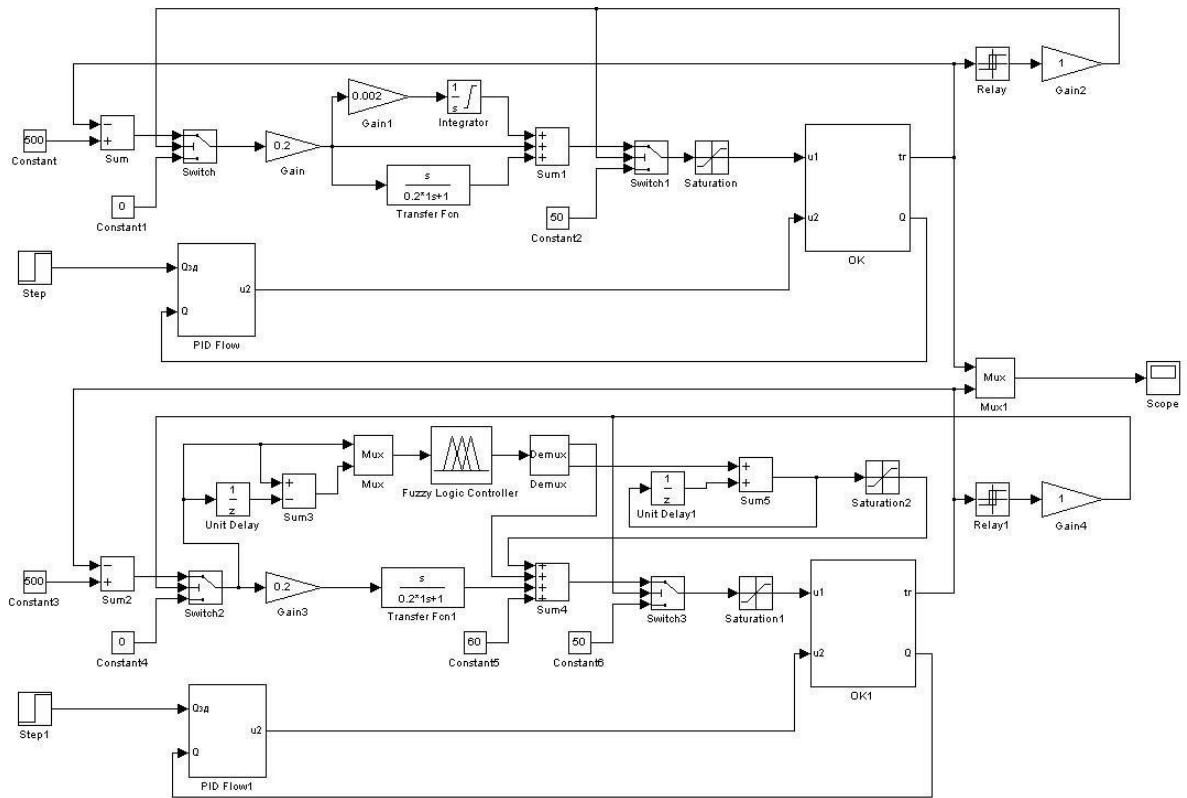 1
Relay
Gain2
0.002
1
s
Gain1
Integrator
500
Constant
−
+
Sum
Switch
0.2
Gain
+
+
+
Sum1
s
0.2*1s+1
Transfer Fcn
Switch1
Saturation
u1
tr
u2
Q
OK
0
Constant1
50
Constant2
Step
Qзд
u2
Q
PID Flow
Mux
Mux1
Scope
Mux
Mux
Fuzzy Logic Controller
Demux
Demux
1
z
Unit Delay
+
−
Sum3
1
z
Unit Delay1
+
+
Sum5
Saturation2
Relay1
1
Gain4
500
Constant3
−
+
Sum2
Switch2
0.2
Gain3
s
0.2*1s+1
Transfer Fcn1
+
+
+
+
Sum4
Switch3
Saturation1
u1
tr
u2
Q
OK1
0
Constant4
60
Constant5
50
Constant6
Step1
Qзд
u2
Q
PID Flow1